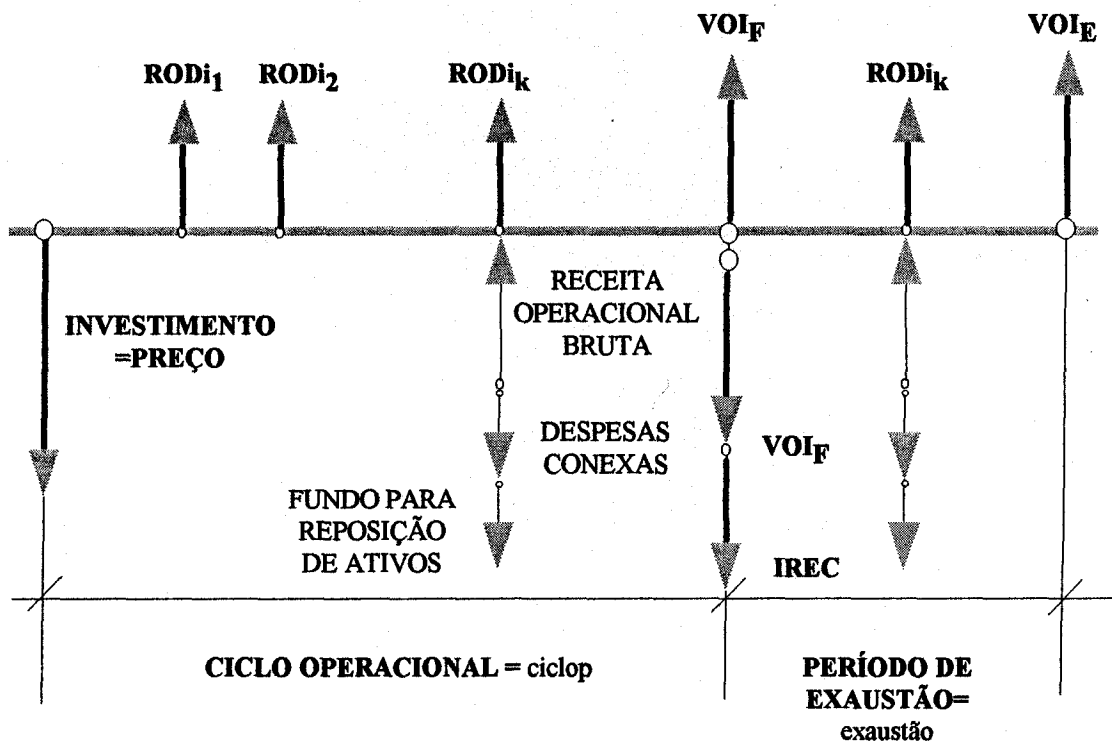 VOI_F
VOI_E
RODi_1
RODi_2
RODi_k
RODi_k
INVESTIMENTO
=PREÇO
RECEITA
OPERACIONAL
BRUTA
DESPESAS
CONEXAS
VOI_F
FUNDO PARA
REPOSIÇÃO
DE ATIVOS
IREC
CICLO OPERACIONAL = ciclop
PERÍODO DE
EXAUSTÃO=
exaustão